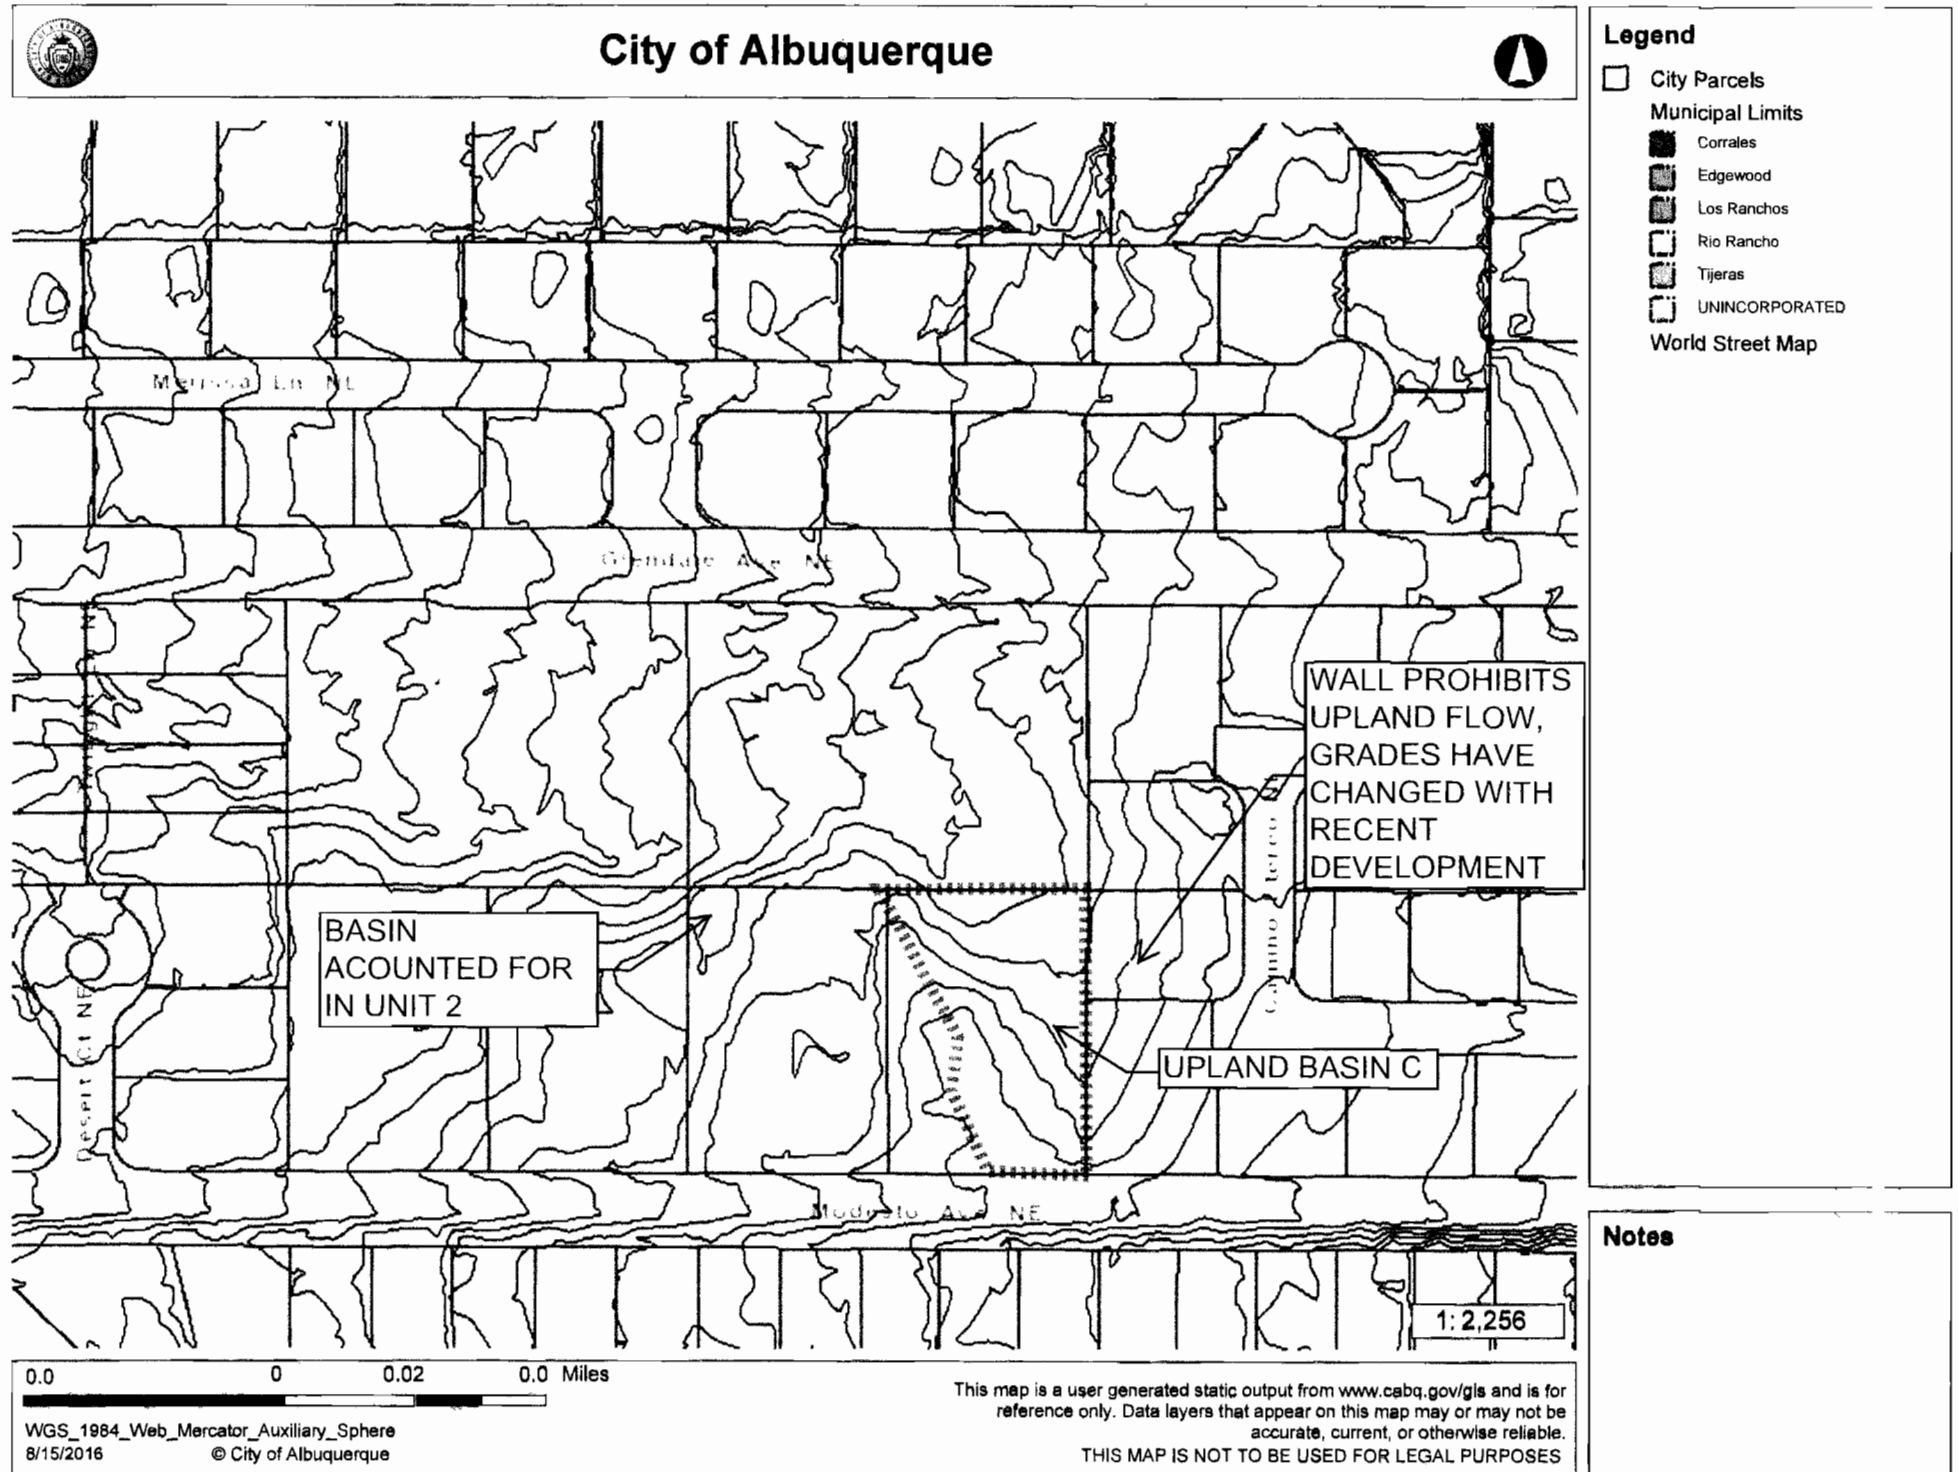 City of Albuquerque
Legend
City Parcels
Municipal Limits
Corrales
Edgewood
Los Ranchos
Rio Rancho
Tijeras
UNINCORPORATED
World Street Map
Ln NE
Glendale Ave NE
WALL PROHIBITS
UPLAND FLOW,
GRADES HAVE
CHANGED WITH
RECENT
DEVELOPMENT
BASIN
ACOUNTED FOR
IN UNIT 2
Desert Ct NE
UPLAND BASIN C
Modesto Ave NE
Notes
1: 2,256
0.0 0 0.02 0.0 Miles
WGS_1984_Web_Mercator_Auxiliary_Sphere
8/15/2016 © City of Albuquerque
This map is a user generated static output from www.cabq.gov/gis and is for
reference only. Data layers that appear on this map may or may not be
accurate, current, or otherwise reliable.
THIS MAP IS NOT TO BE USED FOR LEGAL PURPOSES